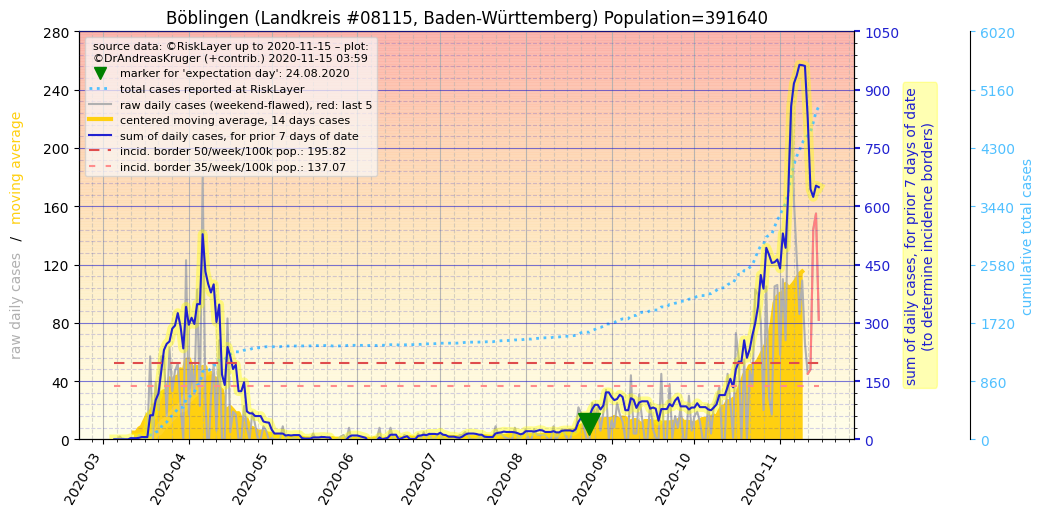 Böblingen (Landkreis #08115, Baden-Württemberg) Population=391640
source data: ©RiskLayer up to 2020-11-15 – plot:
©DrAndreasKruger (+contrib.) 2020-11-15 03:59
marker for 'expectation day': 24.08.2020
total cases reported at RiskLayer
raw daily cases (weekend-flawed), red: last 5
centered moving average, 14 days cases
sum of daily cases, for prior 7 days of date
incid. border 50/week/100k pop.: 195.82
incid. border 35/week/100k pop.: 137.07
raw daily cases / moving average
280
240
200
160
120
80
40
0
1050
900
750
600
450
300
150
0
sum of daily cases, for prior 7 days of date
(to determine incidence borders)
6020
5160
4300
3440
2580
1720
860
0
cumulative total cases
2020-03
2020-04
2020-05
2020-06
2020-07
2020-08
2020-09
2020-10
2020-11